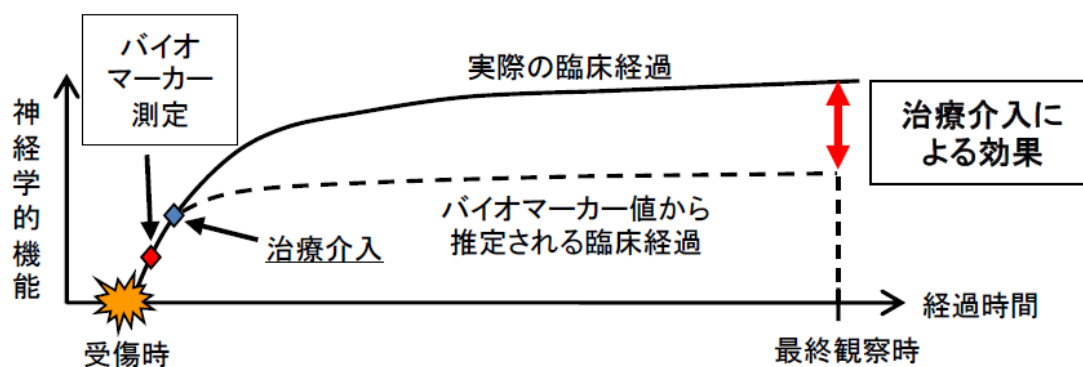 バイオ
マーカー
測定
実際の臨床経過
神経学的機能
治療介入に
よる効果
バイオマーカー値から
推定される臨床経過
治療介入
経過時間
受傷時
最終観察時